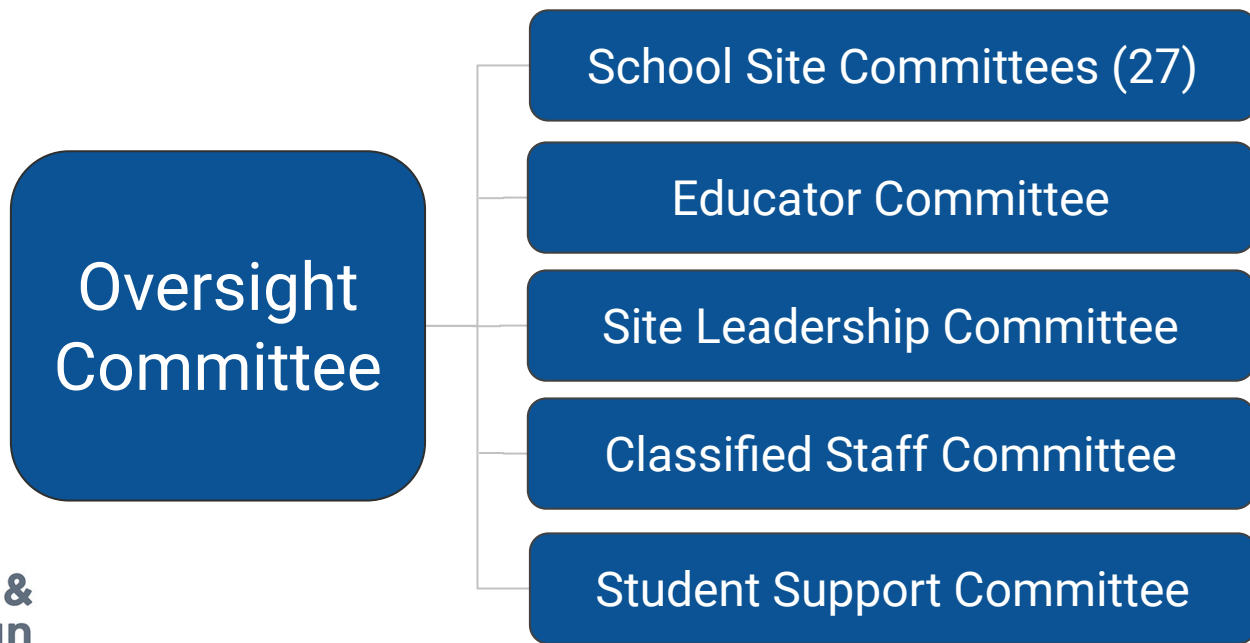 Oversight
Committee
School Site Committees (27)
Educator Committee
Site Leadership Committee
Classified Staff Committee
Student Support Committee
&